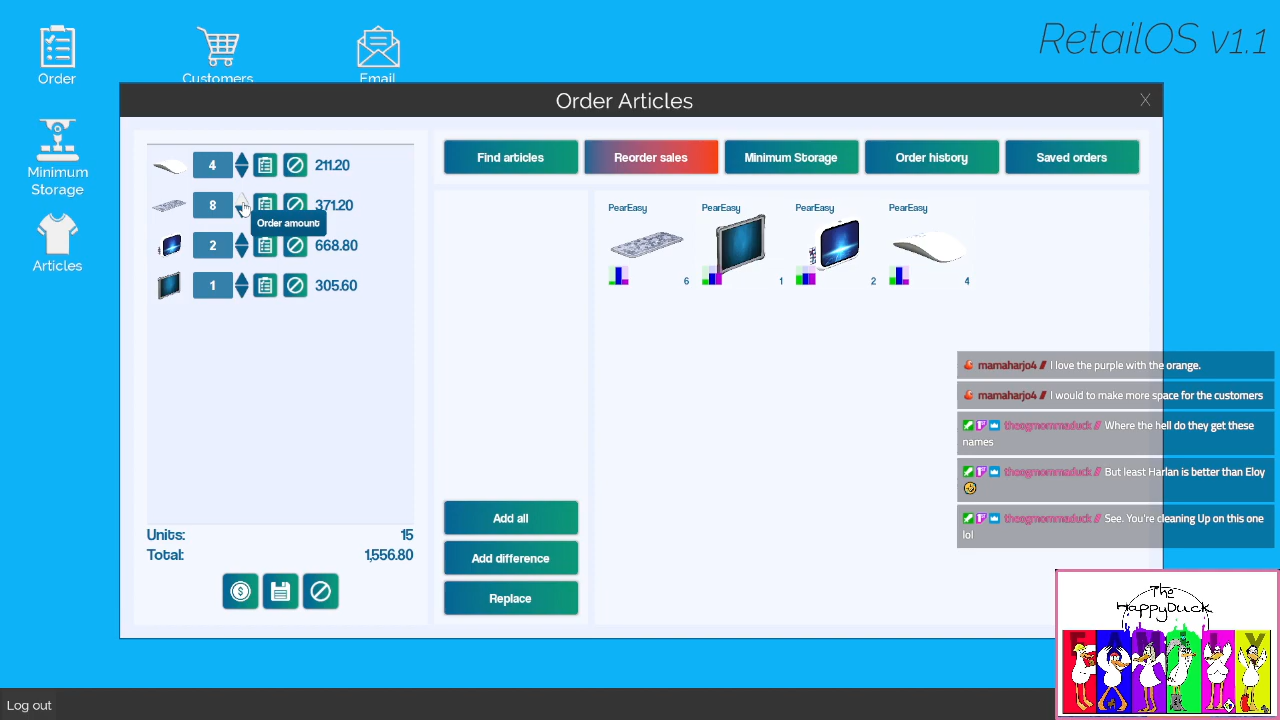 RetailOS v1.1
Order
Customers
Email
Order Articles
X
Minimum
Storage
Articles
4
211.20
8
371.20
Order amount
2
668.80
1
305.60
Units:
15
Total:
1,556.80
Find articles
Reorder sales
Minimum Storage
Order history
Saved orders
PearEasy
PearEasy
PearEasy
PearEasy
6
1
2
4
Add all
Add difference
Replace
mamaharjo4 // I love the purple with the orange.
mamaharjo4 // I would to make more space for the customers
theogmommaduck // Where the hell do they get these
names
theogmommaduck // But least Harlan is better than Eloy
theogmommaduck // See. You're cleaning Up on this one
lol
The
HappyDuck
FAMILY
Log out